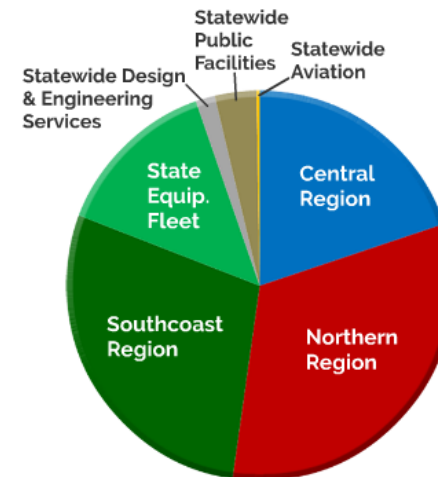 Statewide
Public
Facilities
Statewide
Aviation
Statewide Design
& Engineering
Services
State
Equip.
Fleet
Central
Region
Southcoast
Region
Northern
Region